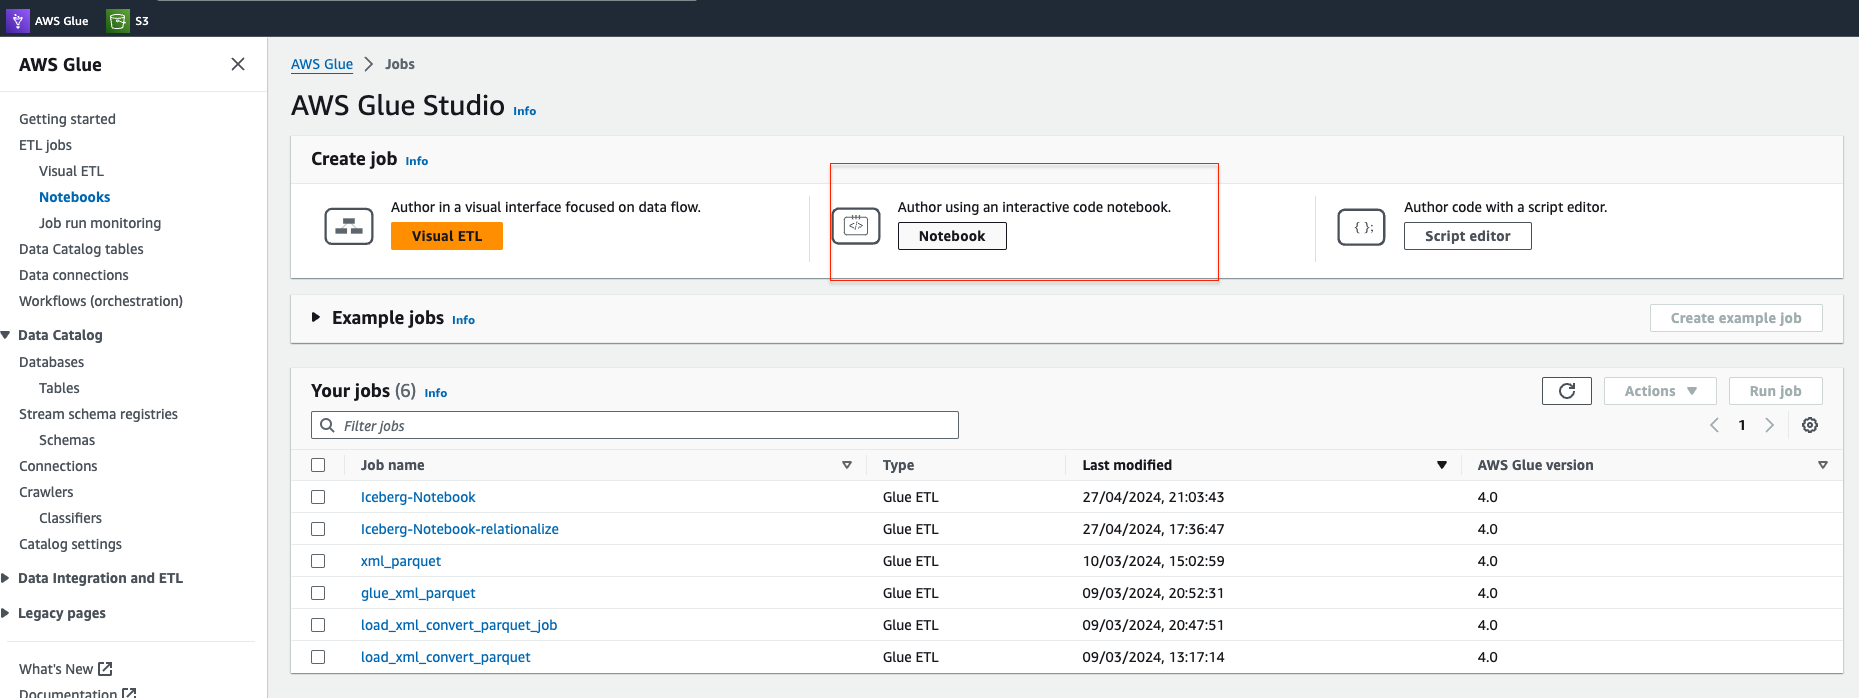 AWS Glue S3
AWS Glue
Getting started
ETL jobs
Visual ETL
Notebooks
Job run monitoring
Data Catalog tables
Data connections
Workflows (orchestration)
Data Catalog
Databases
Tables
Stream schema registries
Schemas
Connections
Crawlers
Classifiers
Catalog settings
Data Integration and ETL
Legacy pages
What's New
Documentation
AWS Glue > Jobs
AWS Glue Studio Info
Create job Info
Author in a visual interface focused on data flow.
Visual ETL
Author using an interactive code notebook.
</>
Notebook
Author code with a script editor.
{ };
Script editor
Example jobs Info
Create example job
Your jobs (6) Info
Actions
Run job
Filter jobs
1
Job name Type Last modified AWS Glue version
Iceberg-Notebook Glue ETL 27/04/2024, 21:03:43 4.0
Iceberg-Notebook-relationalize Glue ETL 27/04/2024, 17:36:47 4.0
xml_parquet Glue ETL 10/03/2024, 15:02:59 4.0
glue_xml_parquet Glue ETL 09/03/2024, 20:52:31 4.0
load_xml_convert_parquet_job Glue ETL 09/03/2024, 20:47:51 4.0
load_xml_convert_parquet Glue ETL 09/03/2024, 13:17:14 4.0